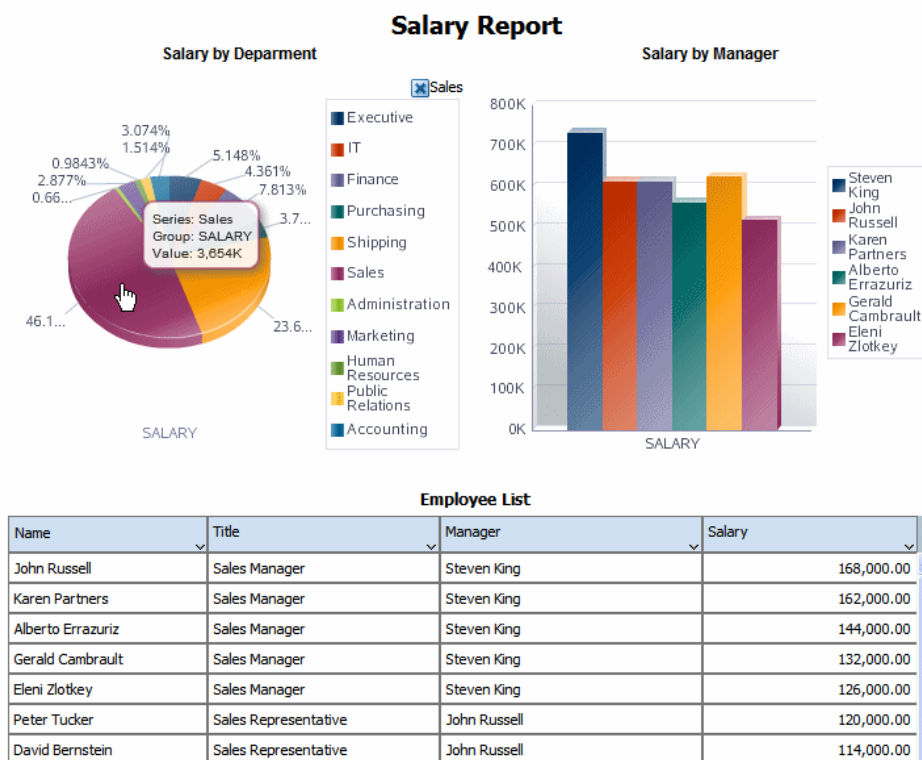 Salary Report
Salary by Deparment
Salary by Manager
Sales
3.074%
1.514%
0.9843%
2.877%
0.66...
5.148%
4.361%
7.813%
3.7...
Series: Sales
Group: SALARY
Value: 3,654K
46.1...
23.6...
SALARY
Executive
IT
Finance
Purchasing
Shipping
Sales
Administration
Marketing
Human
Resources
Public
Relations
Accounting
800K
700K
600K
500K
400K
300K
200K
100K
0K
SALARY
Steven
King
John
Russell
Karen
Partners
Alberto
Errazuriz
Gerald
Cambrault
Eleni
Zlotkey
Employee List
Name Title Manager Salary
John Russell Sales Manager Steven King 168,000.00
Karen Partners Sales Manager Steven King 162,000.00
Alberto Errazuriz Sales Manager Steven King 144,000.00
Gerald Cambrault Sales Manager Steven King 132,000.00
Eleni Zlotkey Sales Manager Steven King 126,000.00
Peter Tucker Sales Representative John Russell 120,000.00
David Bernstein Sales Representative John Russell 114,000.00